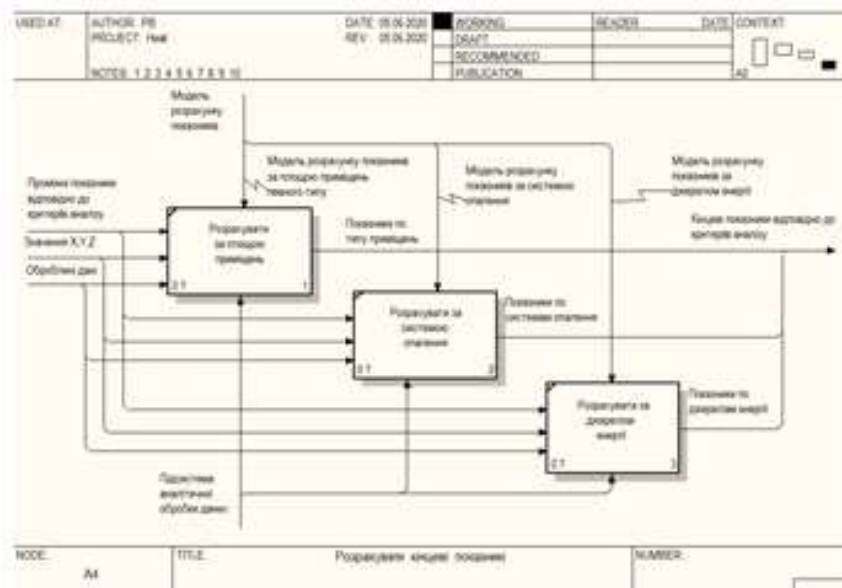 USED AT:
AUTHOR: PB
DATE: 05.06.2020
WORKING
READER
DATE
CONTEXT:
PROJECT: Heat
REV: 05.06.2020
DRAFT
RECOMMENDED
NOTES: 1 2 3 4 5 6 7 8 9 10
PUBLICATION
A0
Модель
розрахунку
показників
Модель розрахунку показників
за площею приміщень
певного типу
Модель розрахунку
показників за системою
опалення
Модель розрахунку
показників за
джерелом енергії
Проміжні показники
відповідно до
критеріїв аналізу
Значення X,Y,Z
Оброблені дані
Розрахувати
за площею
приміщень
1
Показники по
типу приміщень
Кінцеві показники відповідно до
критеріїв аналізу
Розрахувати за
системою
опалення
2
Показники по
системам опалення
Розрахувати за
джерелом
енергії
3
Показники по
джерелам енергії
Підсистема
аналітичної
обробки даних
NODE:
A4
TITLE:
Розрахувати кінцеві показники
NUMBER: